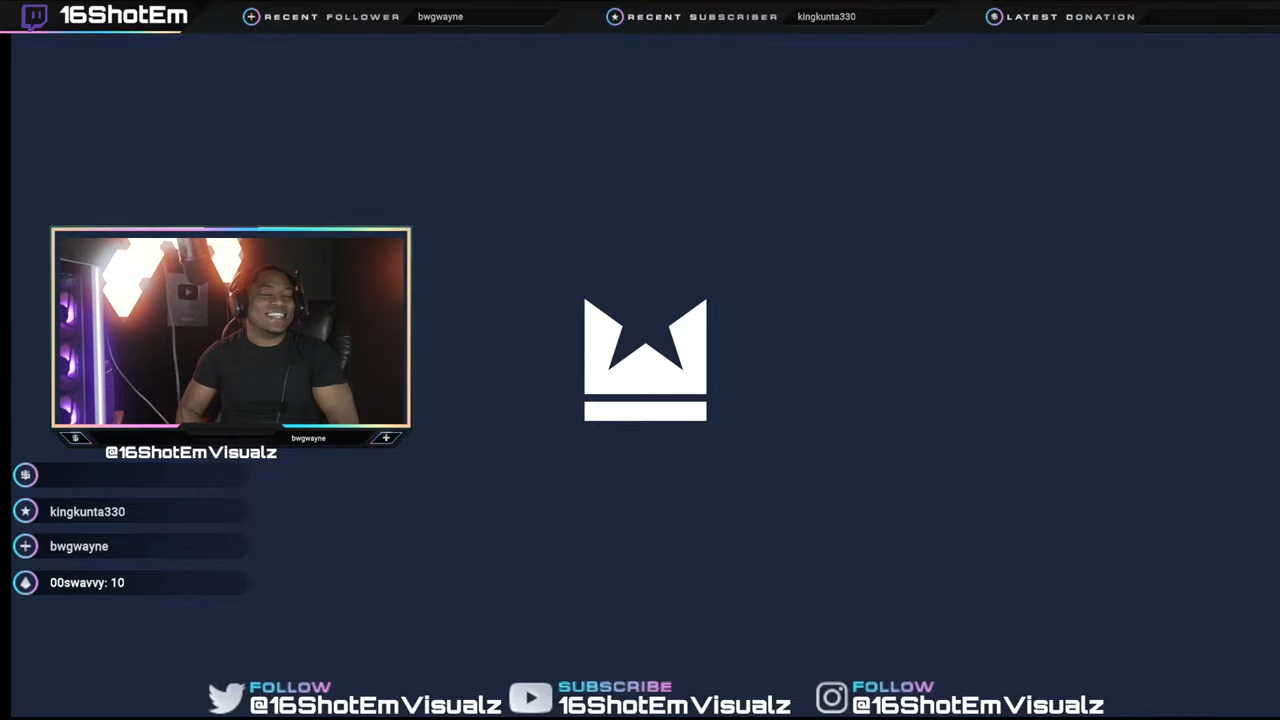 16ShotEm
RECENT FOLLOWER bwgwayne
RECENT SUBSCRIBER kingkunta330
LATEST DONATION
bwgwayne
@16ShotEmVisualz
kingkunta330
bwgwayne
00swavvy: 10
FOLLOW
@16ShotEmVisualz
SUBSCRIBE
16ShotEmVisualz
FOLLOW
@16ShotEmVisualz